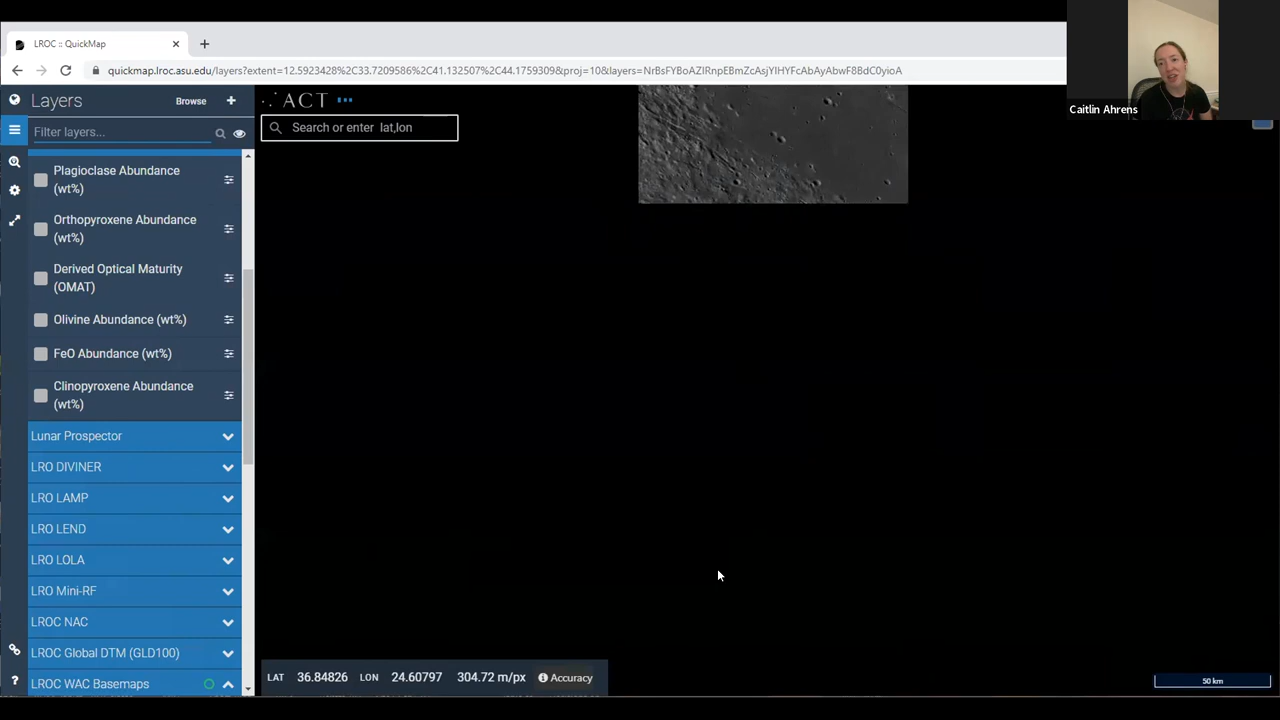 LROC :: QuickMap
quickmap.lroc.asu.edu/layers?extent=12.5923428%2C33.7209586%2C41.132507%2C44.1759309&proj=10&layers=NrBsFYBoAZIRnpEBmZcAsjYIHYFcAbAyAbwF8BdC0yioA
Caitlin Ahrens
Layers
Browse
ACT
Filter layers...
Search or enter lat,lon
Plagioclase Abundance
(wt%)
Orthopyroxene Abundance
(wt%)
Derived Optical Maturity
(OMAT)
Olivine Abundance (wt%)
FeO Abundance (wt%)
Clinopyroxene Abundance
(wt%)
Lunar Prospector
LRO DIVINER
LRO LAMP
LRO LEND
LRO LOLA
LRO Mini-RF
LROC NAC
LROC Global DTM (GLD100)
LROC WAC Basemaps
LAT 36.84826 LON 24.60797 304.72 m/px Accuracy
50 km